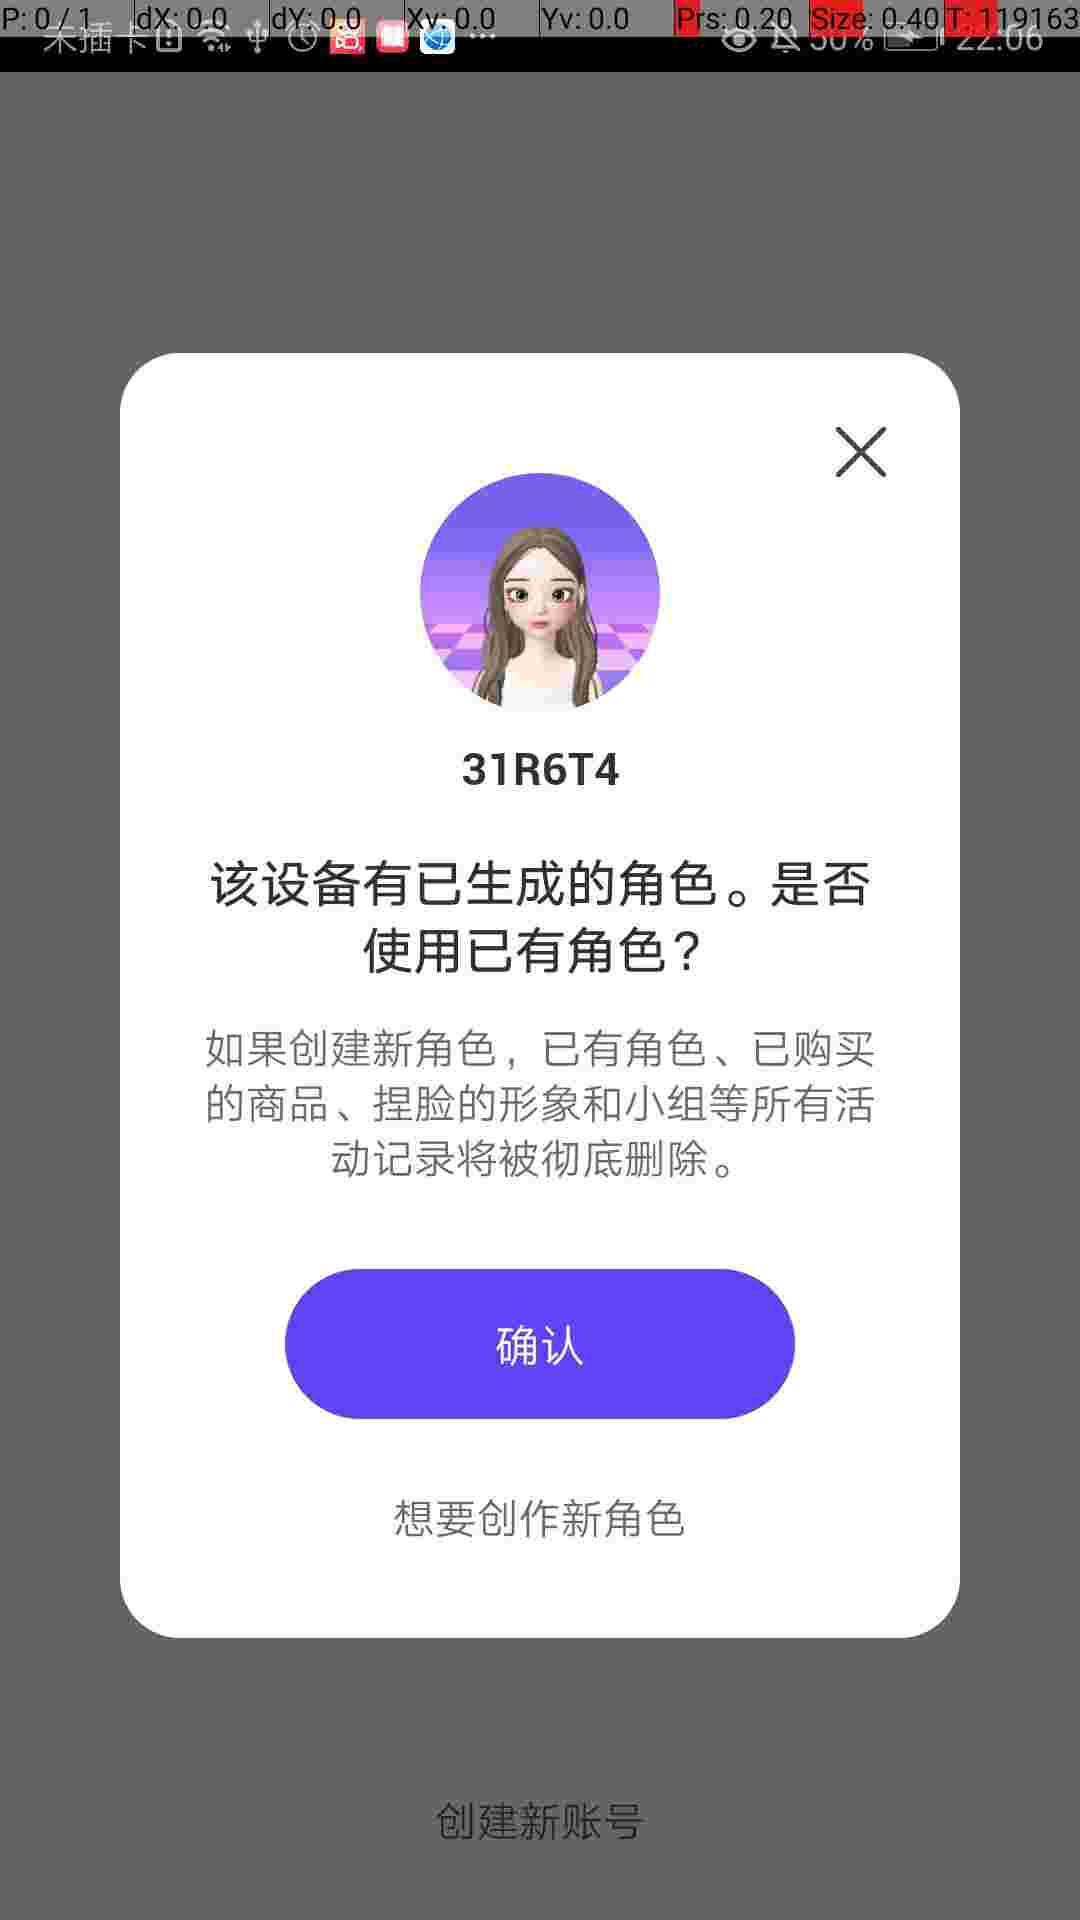 P: 0 / 1 dX: 0.0 dY: 0.0 Xv: 0.0 Yv: 0.0 Prs: 0.20 Size: 0.40 T: 119163
未插卡 50% 22:06
31R6T4
该设备有已生成的角色。是否
使用已有角色？
如果创建新角色，已有角色、已购买
的商品、捏脸的形象和小组等所有活
动记录将被彻底删除。
确认
想要创作新角色
创建新账号